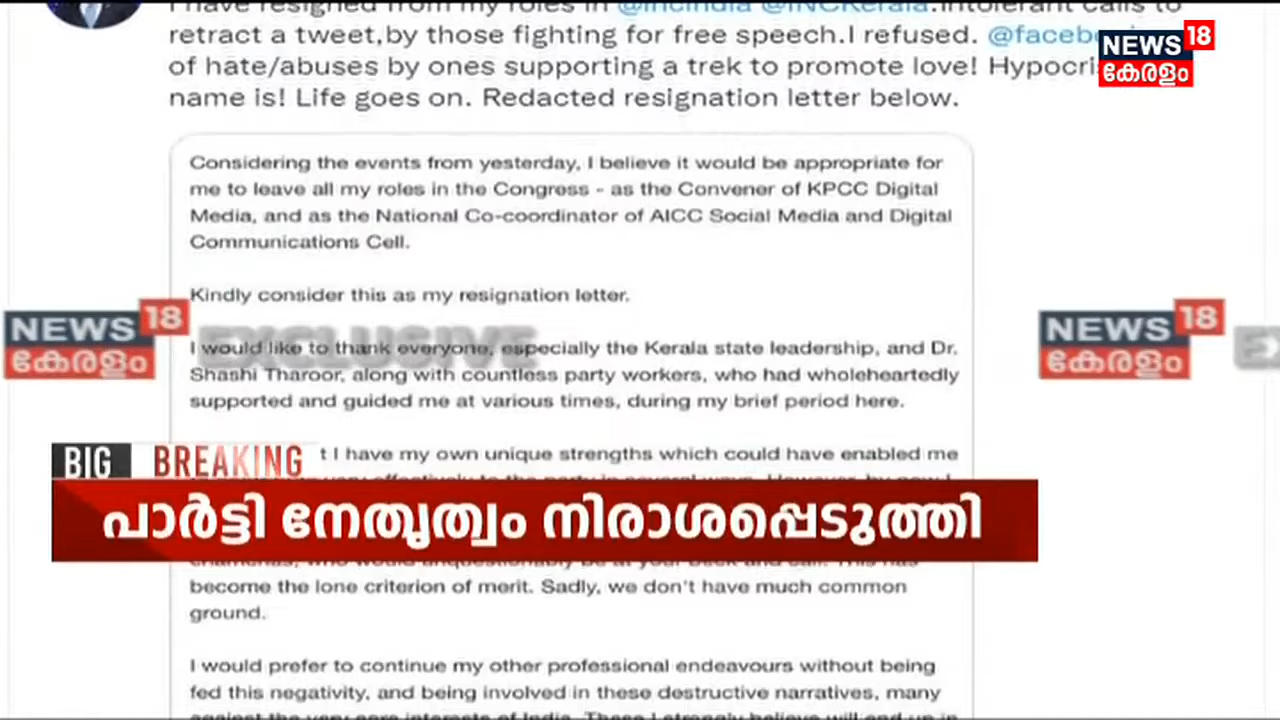 I have resigned from my roles in @incindia @INCKerala.Intolerant calls to
retract a tweet,by those fighting for free speech.I refused.
of hate/abuses by ones supporting a trek to promote love!
name is! Life goes on. Redacted resignation letter below.
NEWS 18
കേരളം
Considering the events from yesterday, I believe it would be appropriate for
me to leave all my roles in the Congress - as the Convener of KPCC Digital
Media, and as the National Co-coordinator of AICC Social Media and Digital
Communications Cell.
Kindly consider this as my resignation letter.
NEWS 18
കേരളം
EXCLUSIVE
NEWS 18
കേരളം
I would like to thank everyone, especially the Kerala state leadership, and Dr.
Shashi Tharoor, along with countless party workers, who had wholeheartedly
supported and guided me at various times, during my brief period here.
BIG BREAKING
I have my own unique strengths which could have enabled me
പാർട്ടി നേതൃത്വം നിരാശപ്പെടുത്തി
become the lone criterion of merit. Sadly, we don't have much common
ground.
I would prefer to continue my other professional endeavours without being
fed this negativity, and being involved in these destructive narratives, many